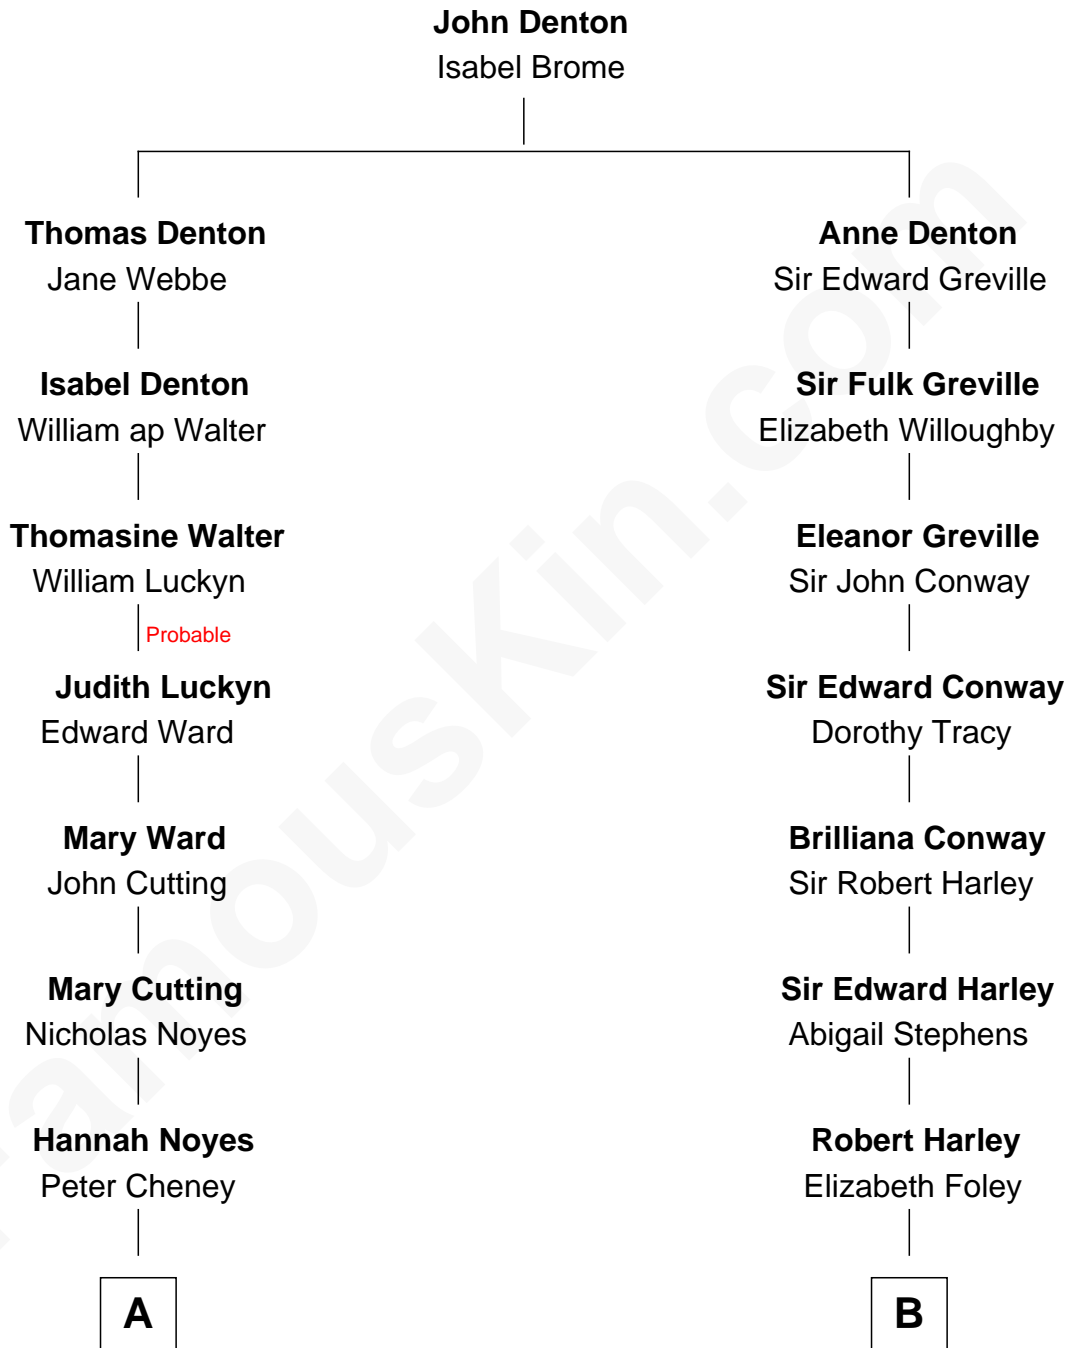 John Denton
Isabel Brome
Thomas Denton
Jane Webbe
Anne Denton
Sir Edward Greville
Isabel Denton
William ap Walter
Sir Fulk Greville
Elizabeth Willoughby
Thomasine Walter
William Luckyn
Eleanor Greville
Sir John Conway
Probable
Judith Luckyn
Edward Ward
Sir Edward Conway
Dorothy Tracy
Mary Ward
John Cutting
Brilliana Conway
Sir Robert Harley
Mary Cutting
Nicholas Noyes
Sir Edward Harley
Abigail Stephens
Hannah Noyes
Peter Cheney
Robert Harley
Elizabeth Foley
A
B
FamousKin.com